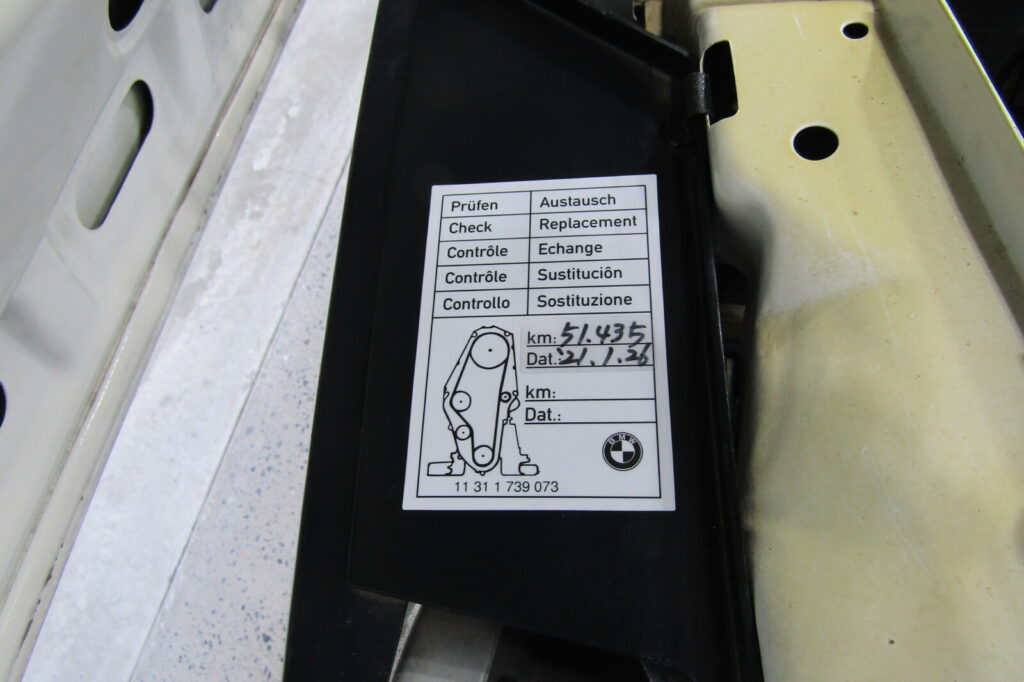 Prüfen Austausch
Check Replacement
Contrôle Echange
Contrôle Sustituciôn
Controllo Sostituzione
km: 51.435
Dat.: '21.1.26
km:
Dat.:
BMW
11 31 1 739 073